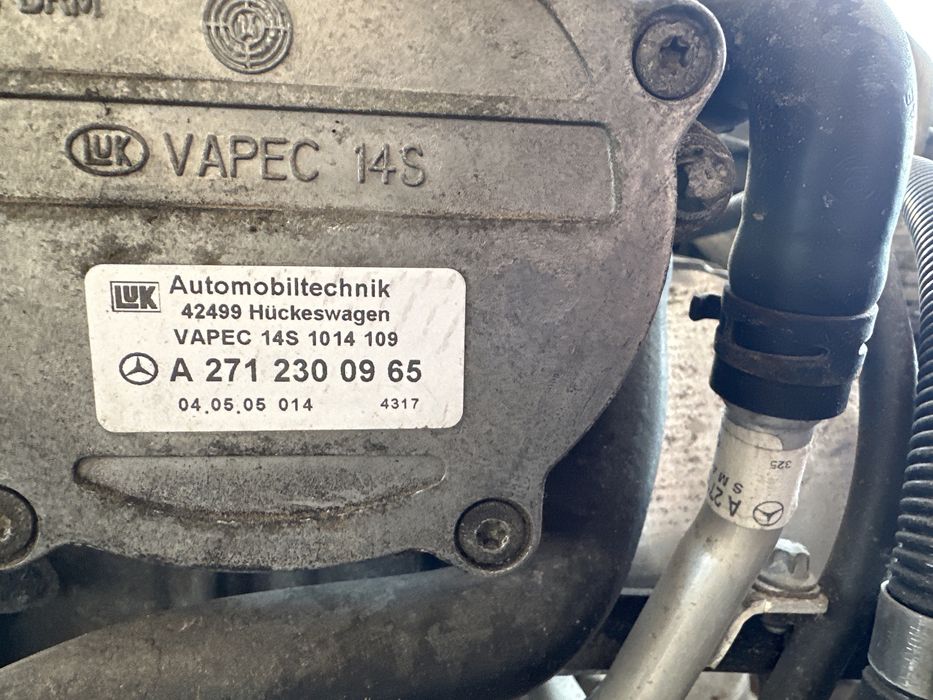 LUK VAPEC 14S
LUK Automobiltechnik
42499 Hückeswagen
VAPEC 14S 1014 109
A 271 230 09 65
04.05.05 014 4317
325
A 27
S M